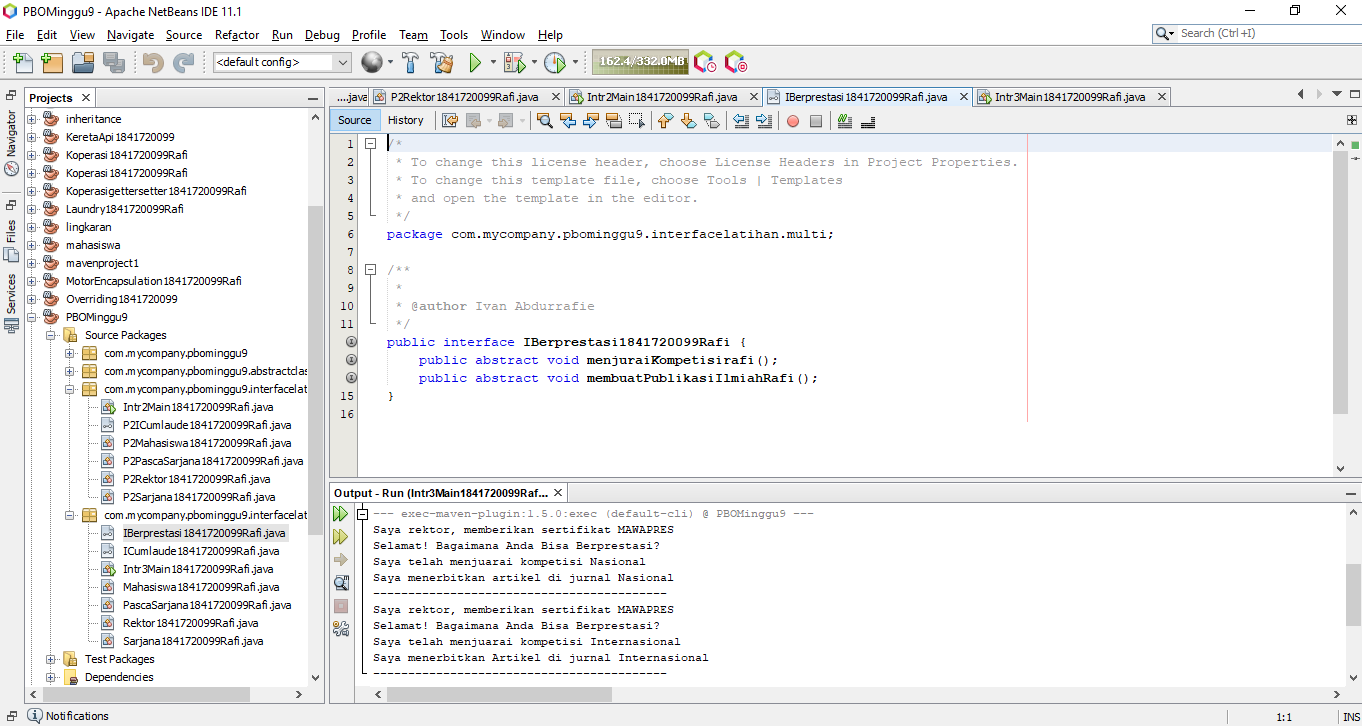 PBOMinggu9 - Apache NetBeans IDE 11.1
File Edit View Navigate Source Refactor Run Debug Profile Team Tools Window Help
Search (Ctrl+I)
<default config>
162.4/332.0MB
Projects
Navigator
Files
Services
inheritance
KeretaApi1841720099
Koperasi1841720099Rafi
Koperasi1841720099Rafi
Koperasigettersetter1841720099Rafi
Laundry1841720099Rafi
lingkaran
mahasiswa
mavenproject1
MotorEncapsulation1841720099Rafi
Overriding1841720099
PBOMinggu9
Source Packages
com.mycompany.pbominggu9
com.mycompany.pbominggu9.abstractclas
com.mycompany.pbominggu9.interfacelat
Intr2Main1841720099Rafi.java
P2ICumlaude1841720099Rafi.java
P2Mahasiswa1841720099Rafi.java
P2PascaSarjana1841720099Rafi.java
P2Rektor1841720099Rafi.java
P2Sarjana1841720099Rafi.java
com.mycompany.pbominggu9.interfacelat
IBerprestasi1841720099Rafi.java
ICumlaude1841720099Rafi.java
Intr3Main1841720099Rafi.java
Mahasiswa1841720099Rafi.java
PascaSarjana1841720099Rafi.java
Rektor1841720099Rafi.java
Sarjana1841720099Rafi.java
Test Packages
Dependencies
....java P2Rektor1841720099Rafi.java Intr2Main1841720099Rafi.java IBerprestasi1841720099Rafi.java Intr3Main1841720099Rafi.java
Source History
1 /*
2 * To change this license header, choose License Headers in Project Properties.
3 * To change this template file, choose Tools | Templates
4 * and open the template in the editor.
5 */
6 package com.mycompany.pbominggu9.interfacelatihan.multi;
7
8 /**
9 *
10 * @author Ivan Abdurrafie
11 */
public interface IBerprestasi1841720099Rafi {
public abstract void menjuraiKompetisirafi();
public abstract void membuatPublikasiIlmiahRafi();
15 }
16
Output - Run (Intr3Main1841720099Raf...
--- exec-maven-plugin:1.5.0:exec (default-cli) @ PBOMinggu9 ---
Saya rektor, memberikan sertifikat MAWAPRES
Selamat! Bagaimana Anda Bisa Berprestasi?
Saya telah menjuarai kompetisi Nasional
Saya menerbitkan artikel di jurnal Nasional
------------------------------------------
Saya rektor, memberikan sertifikat MAWAPRES
Selamat! Bagaimana Anda Bisa Berprestasi?
Saya telah menjuarai kompetisi Internasional
Saya menerbitkan Artikel di jurnal Internasional
------------------------------------------
Notifications
1:1 INS